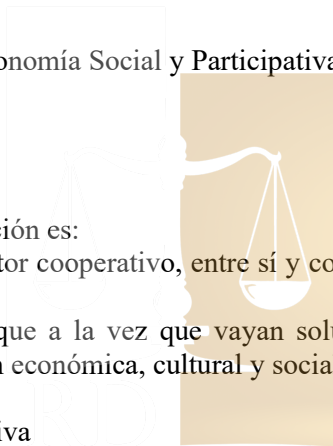 onomía Social y Participativa
ción es:
tor cooperativo, entre sí y co
que a la vez que vayan solu
n económica, cultural y socia
iva